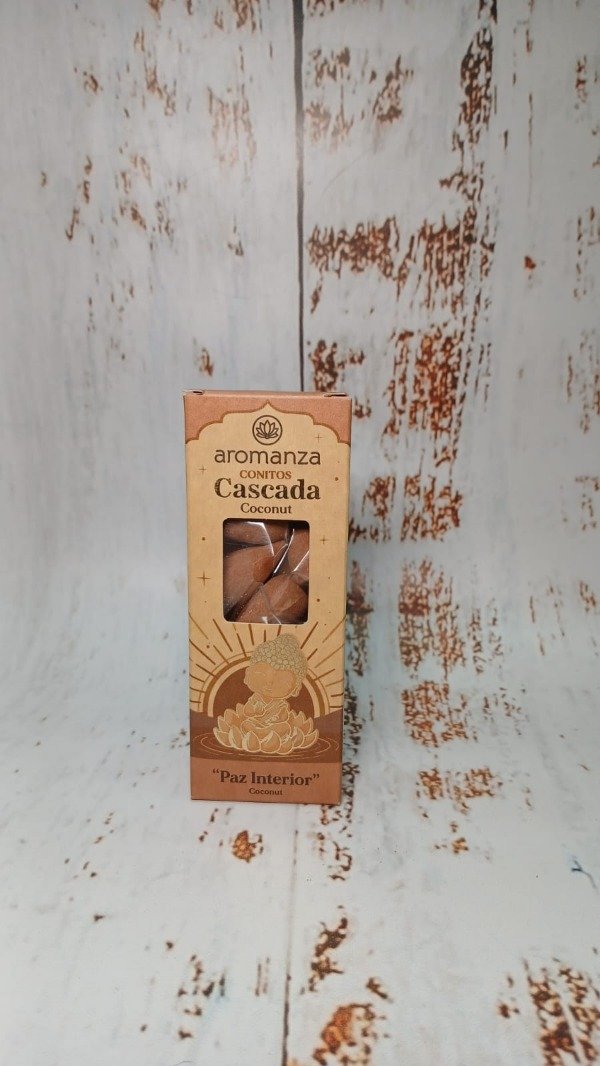 aromanza
CONITOS
Cascada
Coconut
“Paz Interior”
Coconut